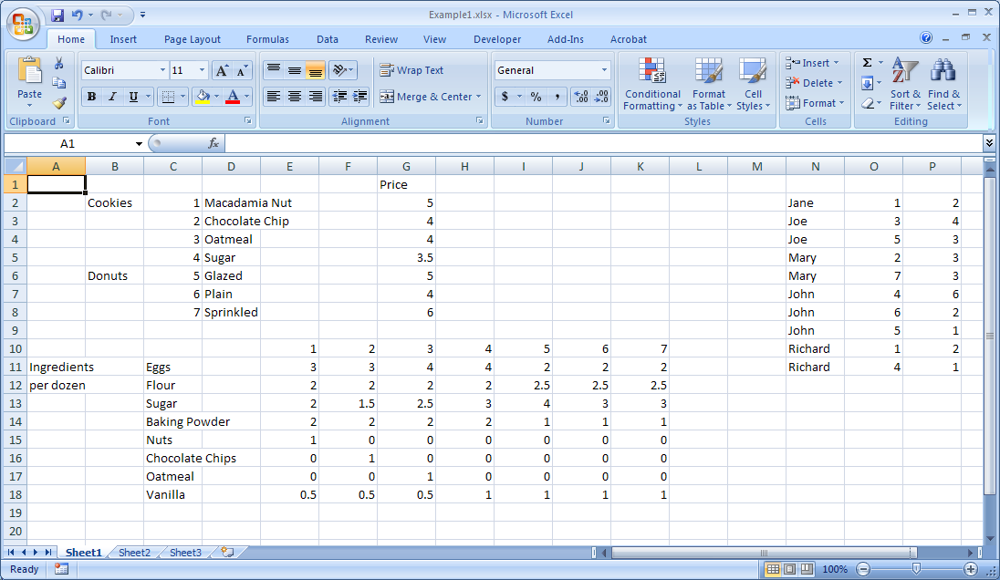 Example1.xlsx - Microsoft Excel
Home Insert Page Layout Formulas Data Review View Developer Add-Ins Acrobat
Calibri 11 A A Wrap Text General Insert Σ
Paste B I U A Merge & Center $ % , .0 .00 .00 .0 Conditional Formatting Format as Table Cell Styles Delete Format Sort & Filter Find & Select
Clipboard Font Alignment Number Styles Cells Editing
A1 fx
A B C D E F G H I J K L M N O P
1 Price
2 Cookies 1 Macadamia Nut 5 Jane 1 2
3 2 Chocolate Chip 4 Joe 3 4
4 3 Oatmeal 4 Joe 5 3
5 4 Sugar 3.5 Mary 2 3
6 Donuts 5 Glazed 5 Mary 7 3
7 6 Plain 4 John 4 6
8 7 Sprinkled 6 John 6 2
9 John 5 1
10 1 2 3 4 5 6 7 Richard 1 2
11 Ingredients Eggs 3 3 4 4 2 2 2 Richard 4 1
12 per dozen Flour 2 2 2 2 2.5 2.5 2.5
13 Sugar 2 1.5 2.5 3 4 3 3
14 Baking Powder 2 2 2 2 1 1 1
15 Nuts 1 0 0 0 0 0 0
16 Chocolate Chips 0 1 0 0 0 0 0
17 Oatmeal 0 0 1 0 0 0 0
18 Vanilla 0.5 0.5 0.5 1 1 1 1
19
20
Sheet1 Sheet2 Sheet3
Ready 100%